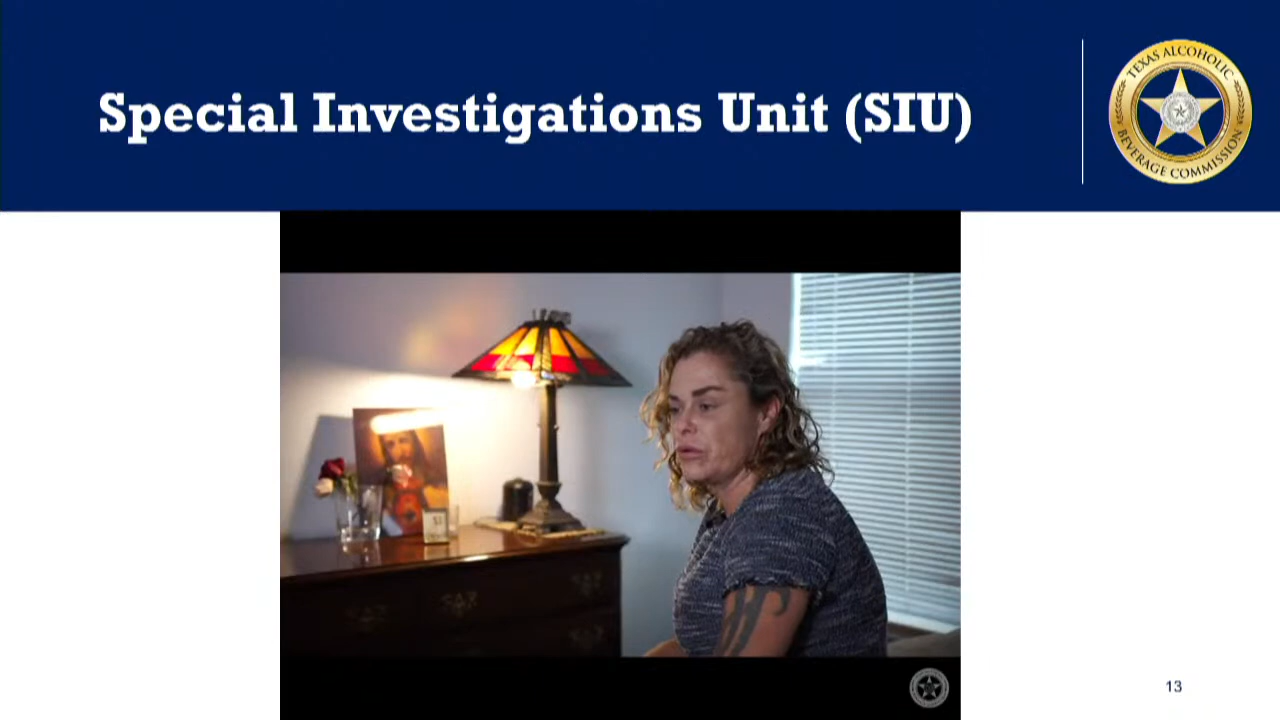 Special Investigations Unit (SIU)
TEXAS ALCOHOLIC
BEVERAGE COMMISSION
13